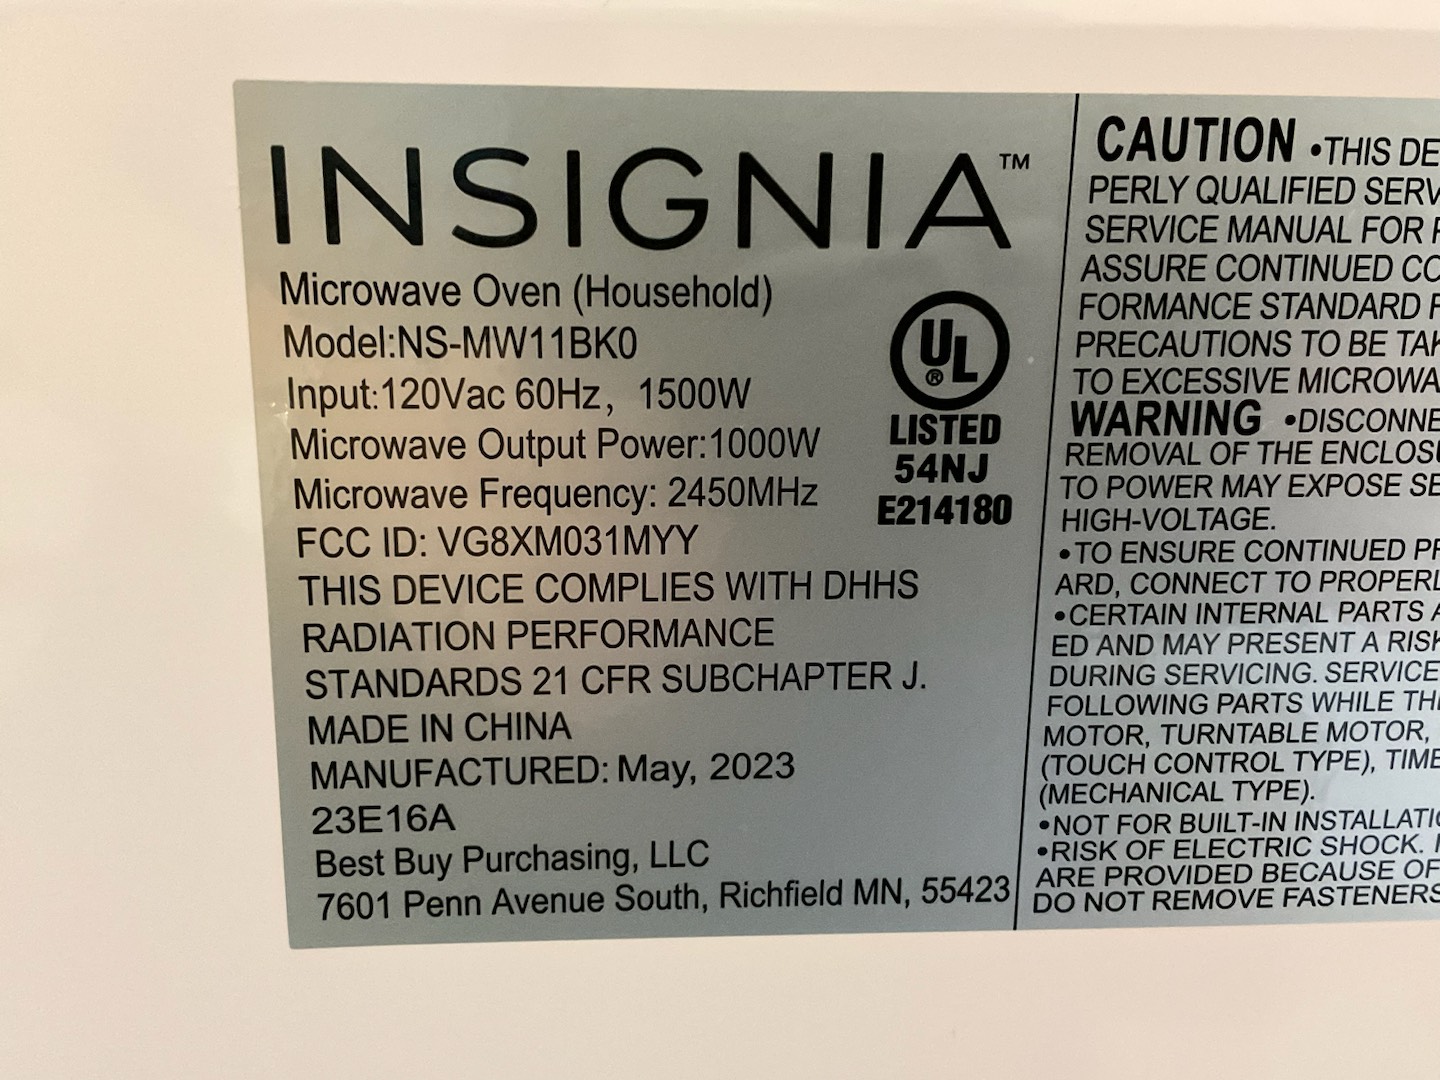 INSIGNIA™
Microwave Oven (Household)
Model:NS-MW11BK0
Input:120Vac 60Hz, 1500W
Microwave Output Power:1000W
Microwave Frequency: 2450MHz
FCC ID: VG8XM031MYY
THIS DEVICE COMPLIES WITH DHHS
RADIATION PERFORMANCE
STANDARDS 21 CFR SUBCHAPTER J.
MADE IN CHINA
MANUFACTURED: May, 2023
23E16A
Best Buy Purchasing, LLC
7601 Penn Avenue South, Richfield MN, 55423
UL
®
LISTED
54NJ
E214180
CAUTION •THIS
PERLY QUALIFIED
SERVICE MANUAL FOR
ASSURE CONTINUED
FORMANCE STANDARD
PRECAUTIONS TO BE
TO EXCESSIVE
WARNING
REMOVAL OF THE
TO POWER MAY EXPOSE
HIGH-VOLTAGE.
•TO ENSURE CONTINUED
ARD, CONNECT TO
•CERTAIN INTERNAL PARTS
ED AND MAY PRESENT A
DURING SERVICING. SERVICE
FOLLOWING PARTS WHILE
MOTOR, TURNTABLE MOTOR,
(TOUCH CONTROL TYPE),
(MECHANICAL TYPE).
•NOT FOR BUILT-IN
•RISK OF ELECTRIC SHOCK.
ARE PROVIDED BECAUSE OF
DO NOT REMOVE FASTENERS